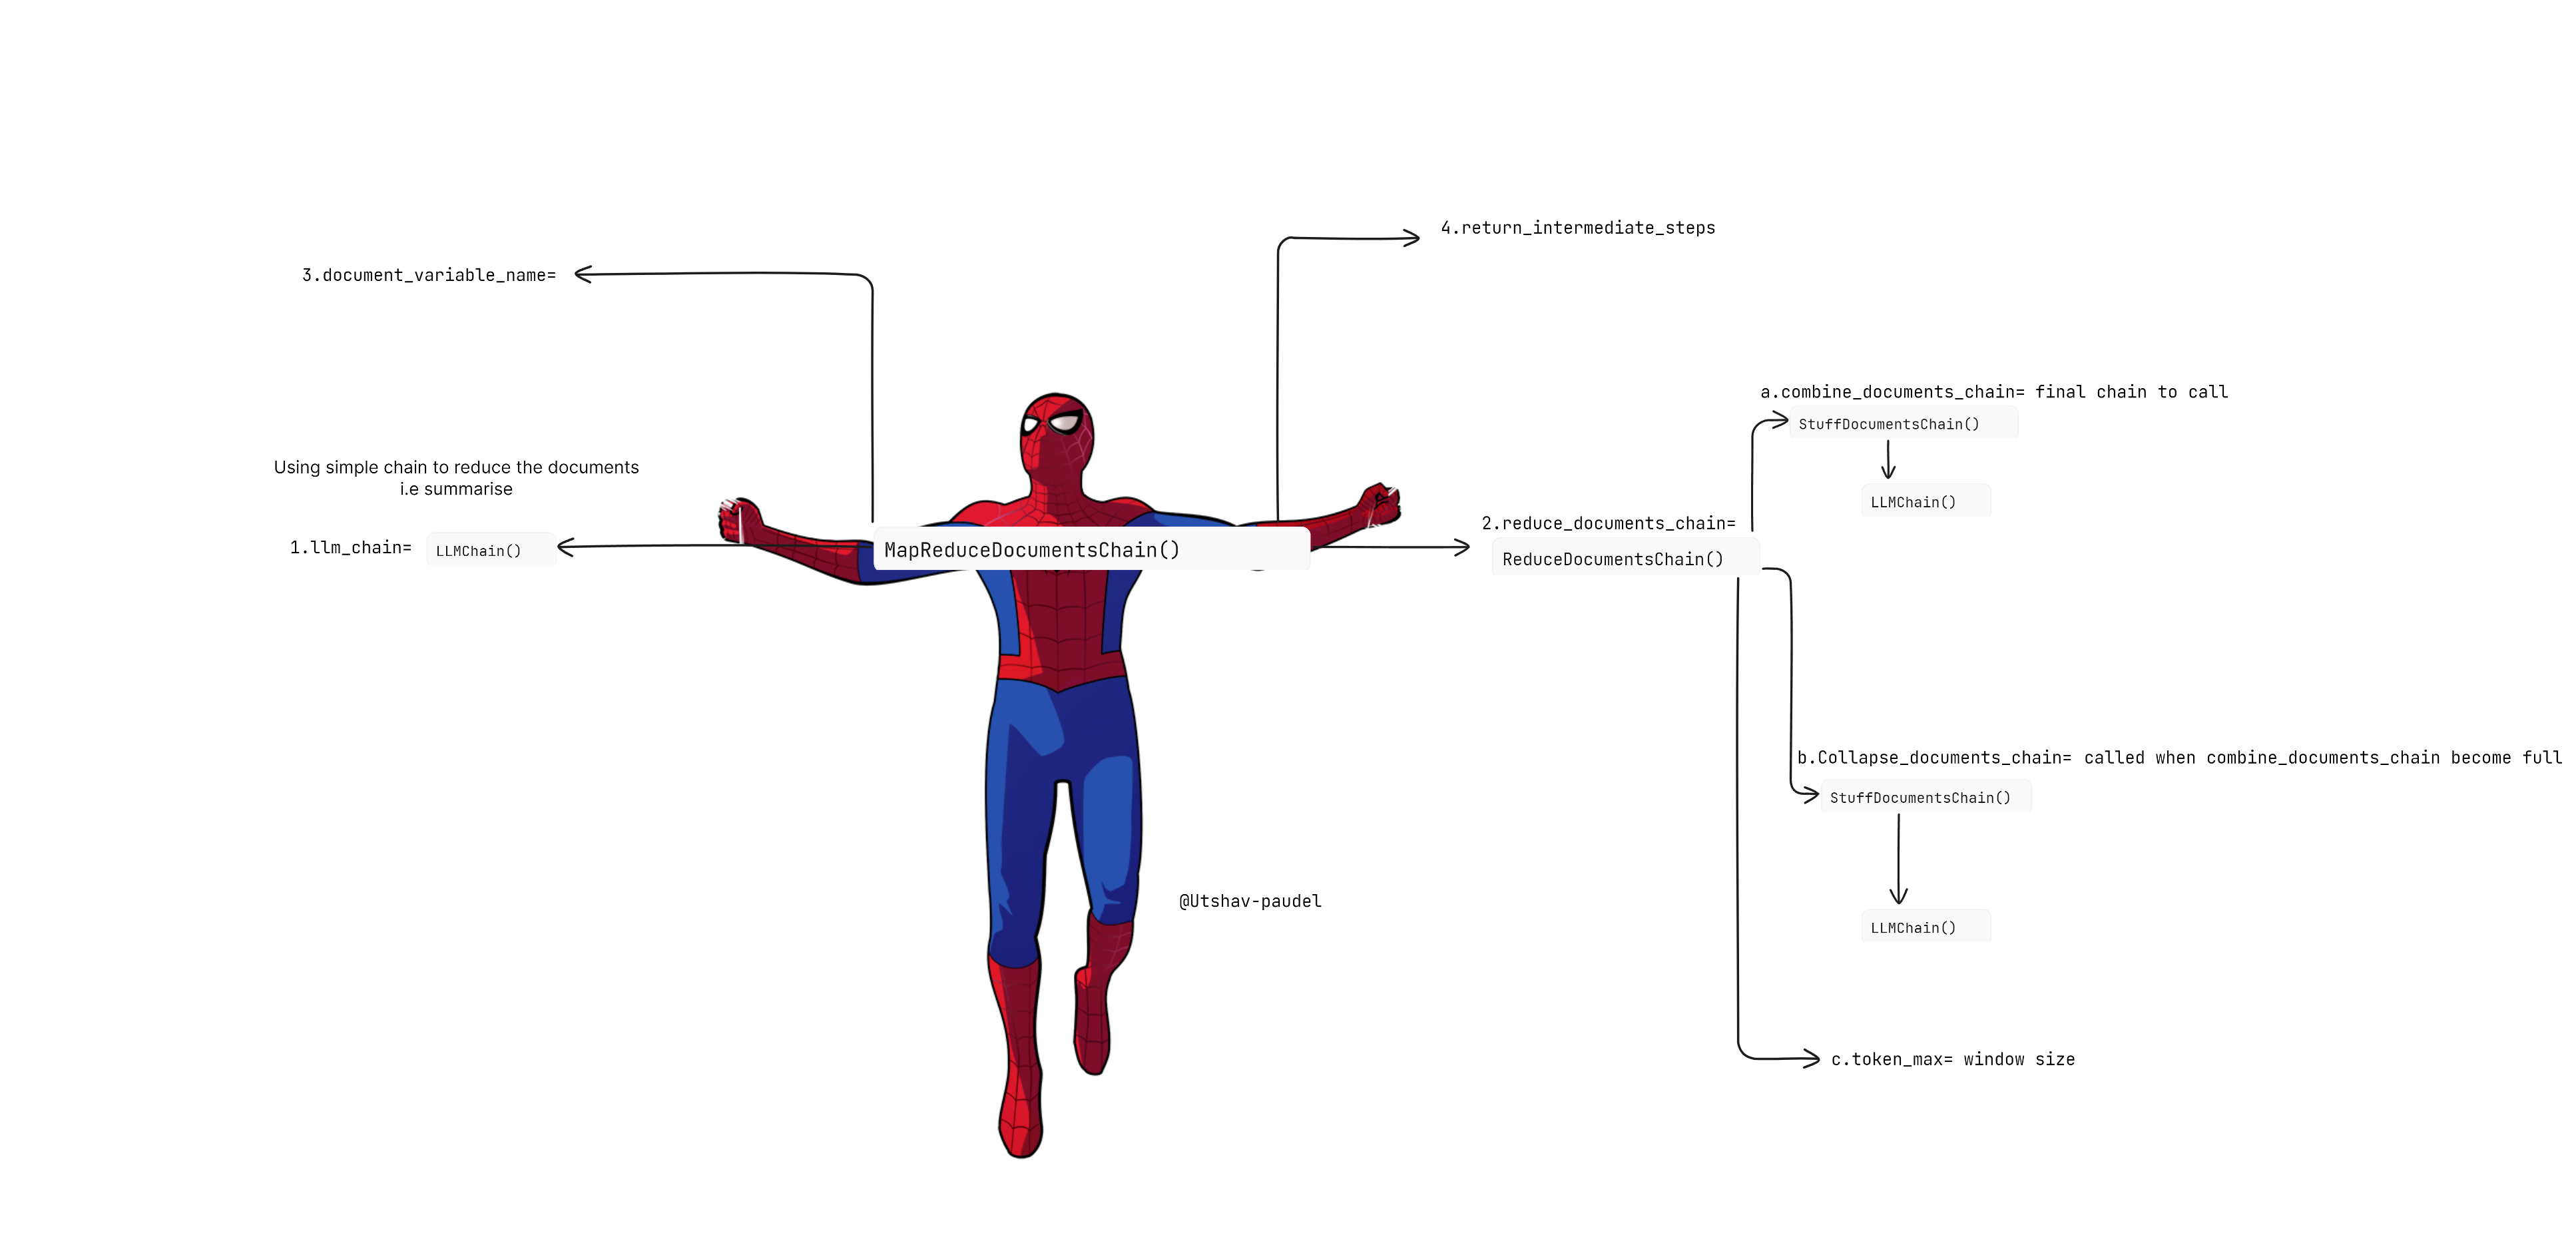 4.return_intermediate_steps
3.document_variable_name=
a.combine_documents_chain= final chain to call
StuffDocumentsChain()
LLMChain()
Using simple chain to reduce the documents
i.e summarise
1.llm_chain=
LLMChain()
MapReduceDocumentsChain()
2.reduce_documents_chain=
ReduceDocumentsChain()
b.Collapse_documents_chain= called when combine_documents_chain become full
StuffDocumentsChain()
LLMChain()
@Utshav-paudel
c.token_max= window size